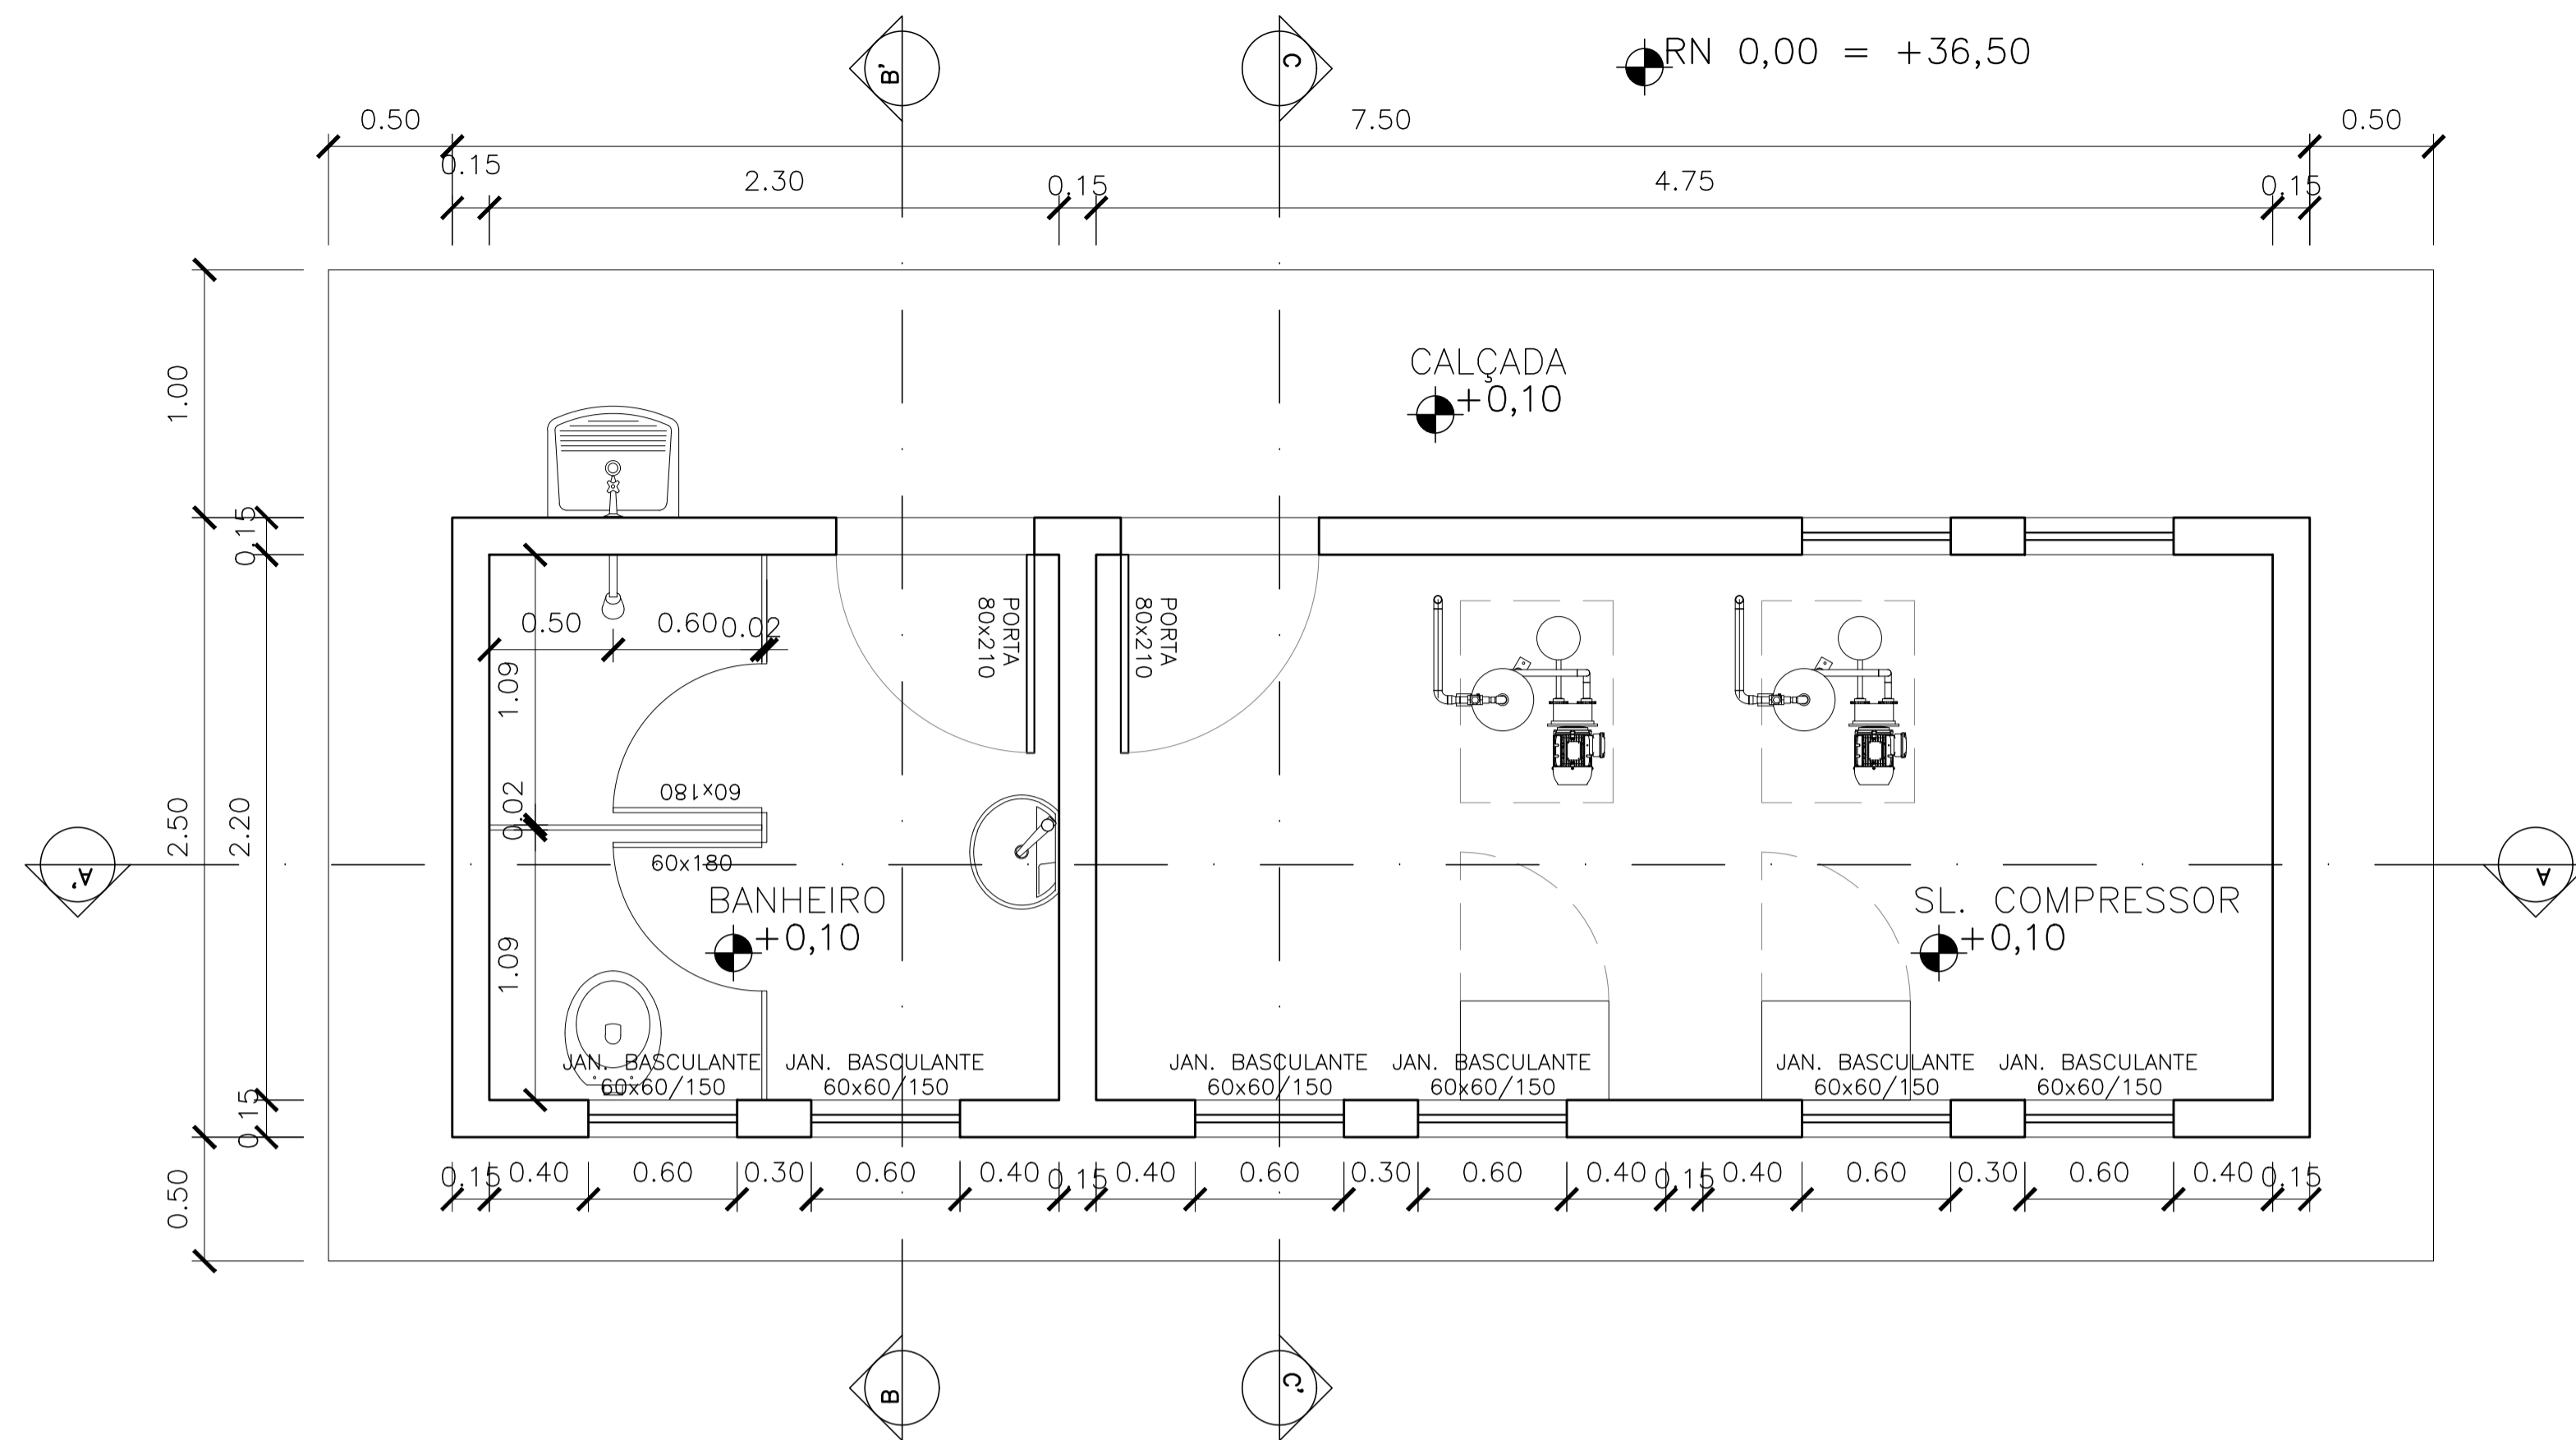 B'
C
RN 0,00 = +36,50
0.50
7.50
0.50
0.15
2.30
0.15
4.75
0.15
1.00
CALÇADA
+0,10
0.15
PORTA
80x210
PORTA
80x210
0.50
0.60
0.02
1.09
60x180
0.02
2.50
2.20
A'
60x180
A
BANHEIRO
+0,10
SL. COMPRESSOR
+0,10
1.09
JAN. BASCULANTE
60x60/150
JAN. BASCULANTE
60x60/150
JAN. BASCULANTE
60x60/150
JAN. BASCULANTE
60x60/150
JAN. BASCULANTE
60x60/150
JAN. BASCULANTE
60x60/150
0.15
0.50
0.15
0.40
0.60
0.30
0.60
0.40
0.15
0.40
0.60
0.30
0.60
0.40
0.15
0.40
0.60
0.30
0.60
0.40
0.15
B
C'